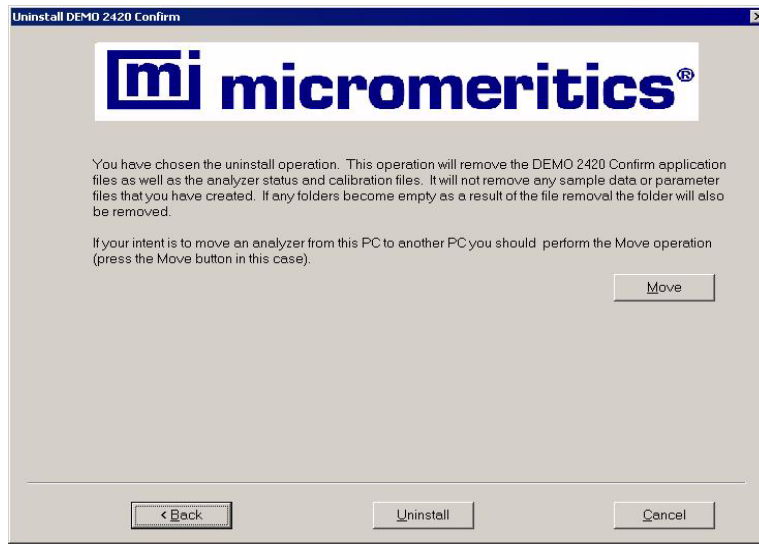 Uninstall DEMO 2420 Confirm
mi micromeritics®
You have chosen the uninstall operation. This operation will remove the DEMO 2420 Confirm application
files as well as the analyzer status and calibration files. It will not remove any sample data or parameter
files that you have created. If any folders become empty as a result of the file removal the folder will also
be removed.
If your intent is to move an analyzer from this PC to another PC you should perform the Move operation
(press the Move button in this case).
Move
< Back
Uninstall
Cancel